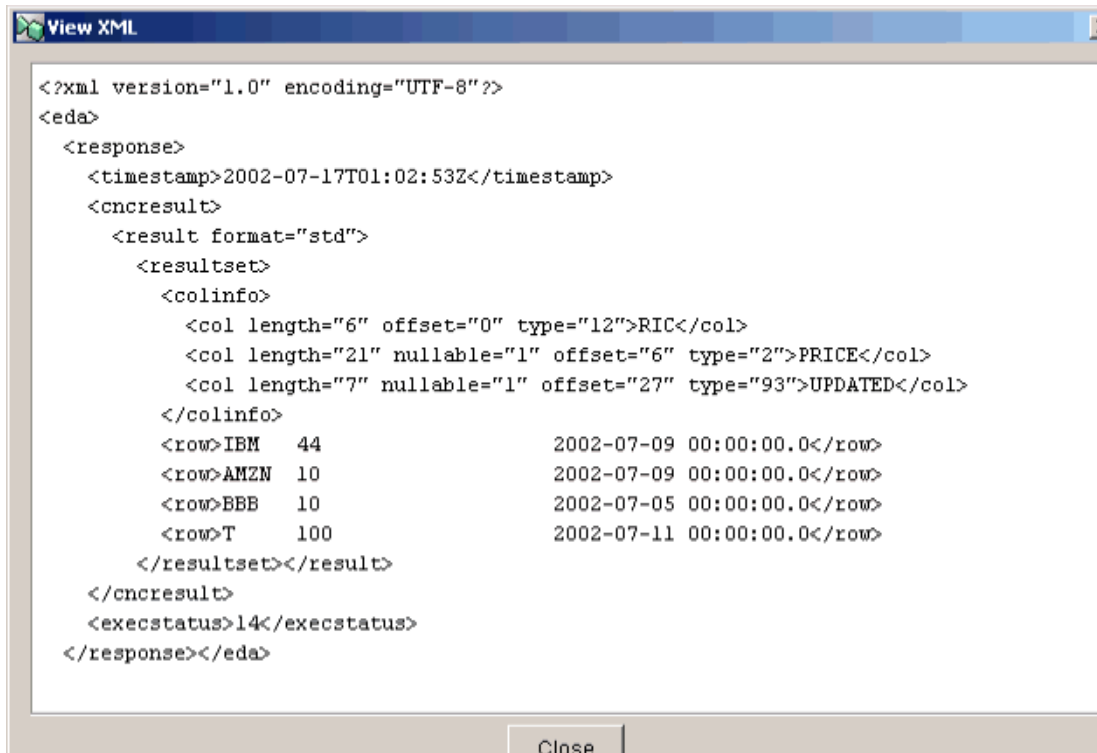 View XML
<?xml version="1.0" encoding="UTF-8"?>
<eda>
  <response>
    <timestamp>2002-07-17T01:02:53Z</timestamp>
    <cncresult>
      <result format="std">
        <resultset>
          <colinfo>
            <col length="6" offset="0" type="12">RIC</col>
            <col length="21" nullable="1" offset="6" type="2">PRICE</col>
            <col length="7" nullable="1" offset="27" type="93">UPDATED</col>
          </colinfo>
          <row>IBM   44                   2002-07-09 00:00:00.0</row>
          <row>AMZN  10                   2002-07-09 00:00:00.0</row>
          <row>BBB   10                   2002-07-05 00:00:00.0</row>
          <row>T     100                  2002-07-11 00:00:00.0</row>
        </resultset></result>
    </cncresult>
    <execstatus>14</execstatus>
  </response></eda>
Close